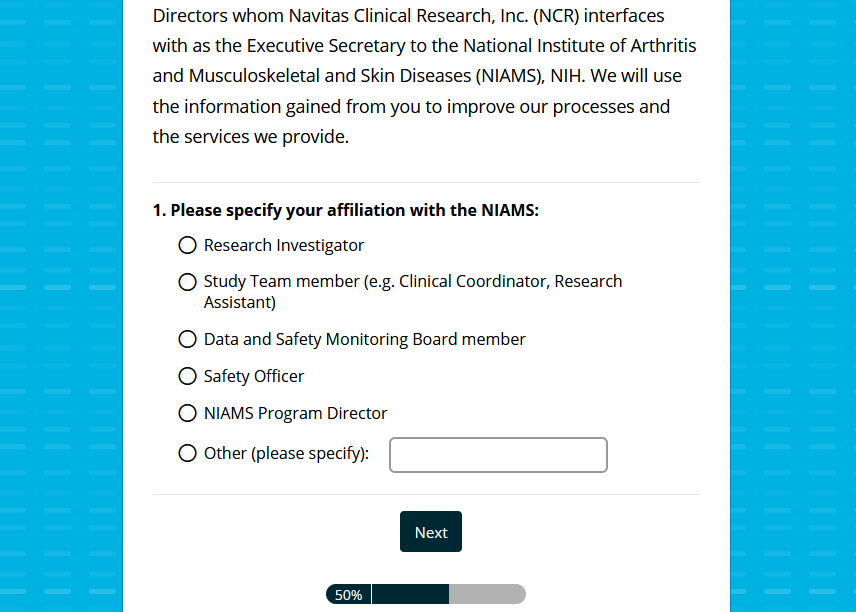 Directors whom Navitas Clinical Research, Inc. (NCR) interfaces
with as the Executive Secretary to the National Institute of Arthritis
and Musculoskeletal and Skin Diseases (NIAMS), NIH. We will use
the information gained from you to improve our processes and
the services we provide.
1. Please specify your affiliation with the NIAMS:
Research Investigator
Study Team member (e.g. Clinical Coordinator, Research
Assistant)
Data and Safety Monitoring Board member
Safety Officer
NIAMS Program Director
Other (please specify):
Next
50%